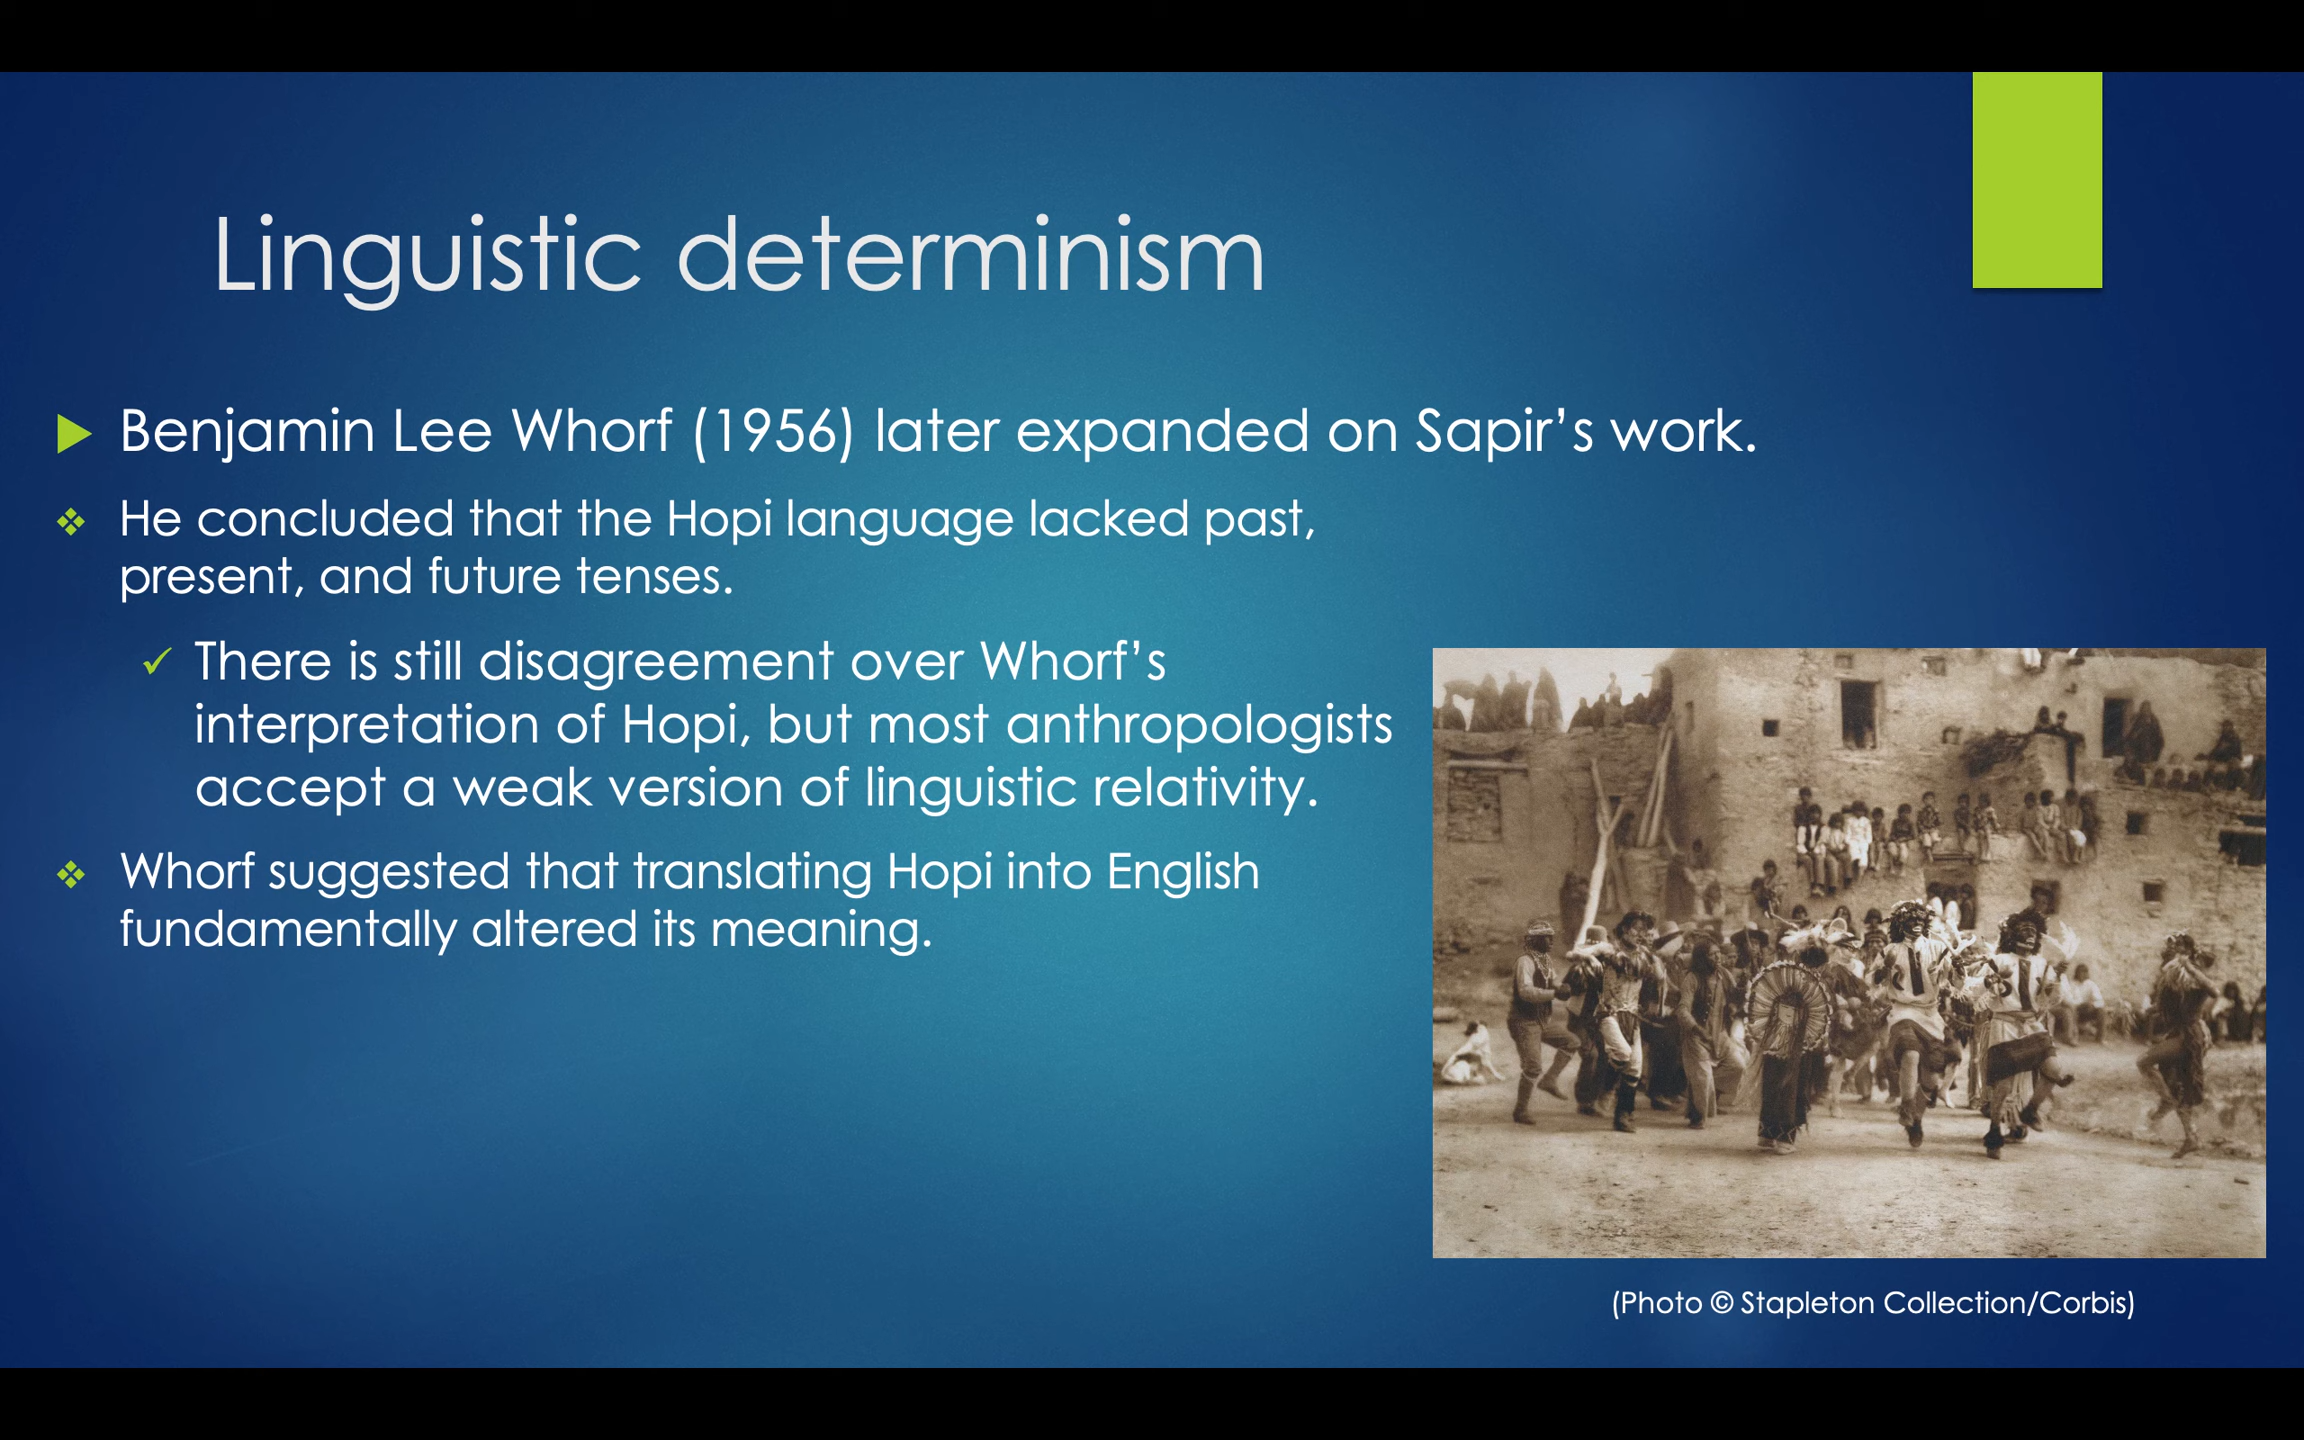 Linguistic determinism
Benjamin Lee Whorf (1956) later expanded on Sapir’s work.
He concluded that the Hopi language lacked past,
present, and future tenses.
There is still disagreement over Whorf’s
interpretation of Hopi, but most anthropologists
accept a weak version of linguistic relativity.
Whorf suggested that translating Hopi into English
fundamentally altered its meaning.
(Photo © Stapleton Collection/Corbis)